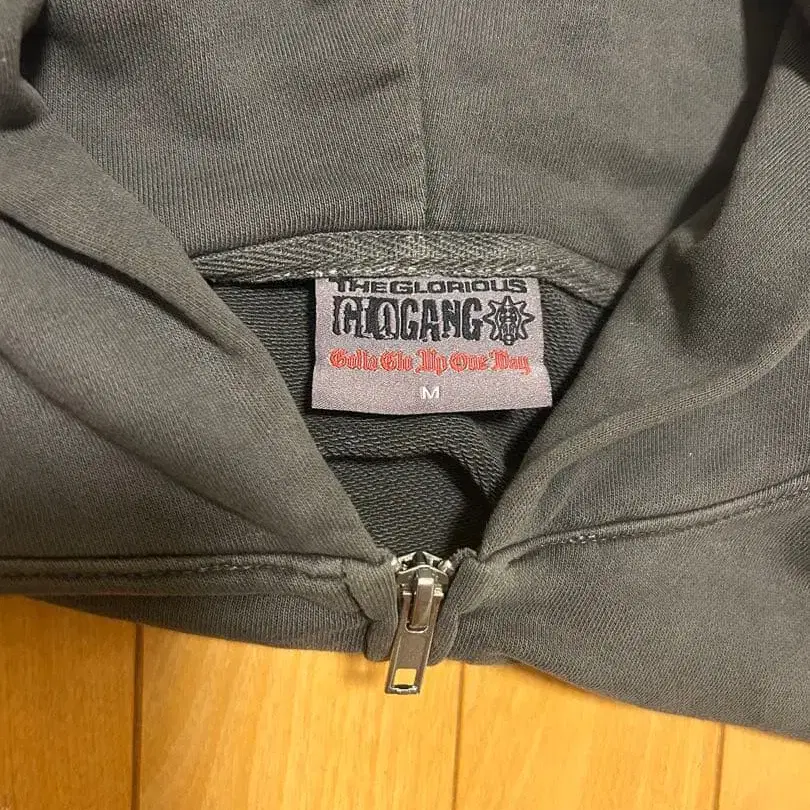 THE GLORIOUS
GLOGANG
Gotta Glo Up One Day
M